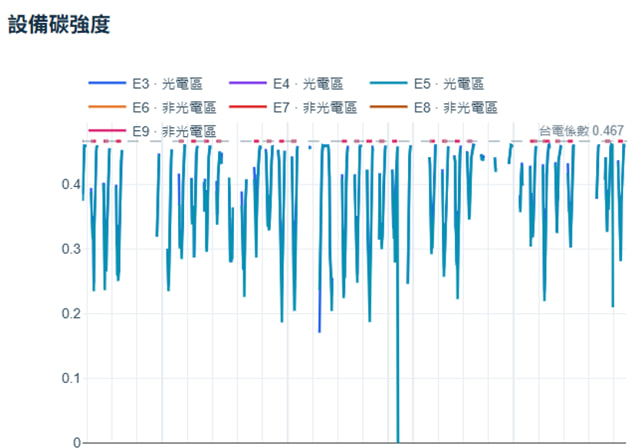 設備碳強度
E3 · 光電區 E4 · 光電區 E5 · 光電區
E6 · 非光電區 E7 · 非光電區 E8 · 非光電區
E9 · 非光電區
台電係數 0.467
0.4
0.3
0.2
0.1
0